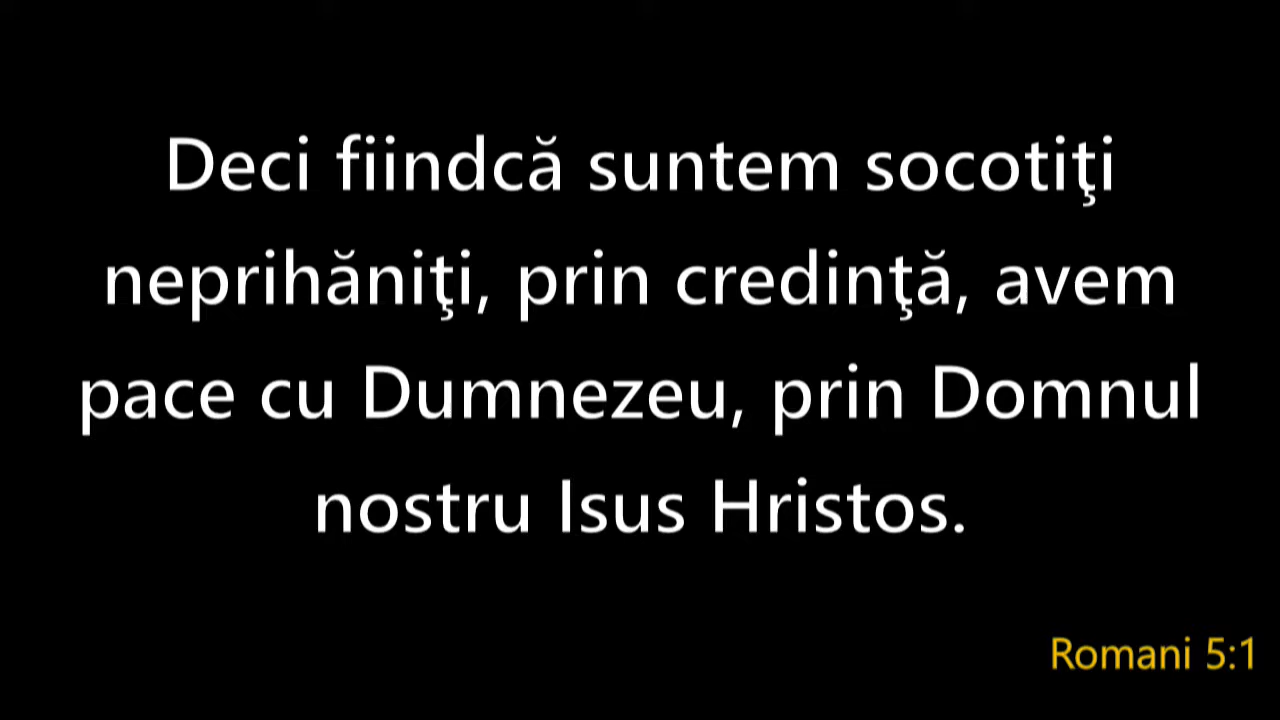 Deci fiindcă suntem socotiţi
neprihăniţi, prin credinţă, avem
pace cu Dumnezeu, prin Domnul
nostru Isus Hristos.
Romani 5:1